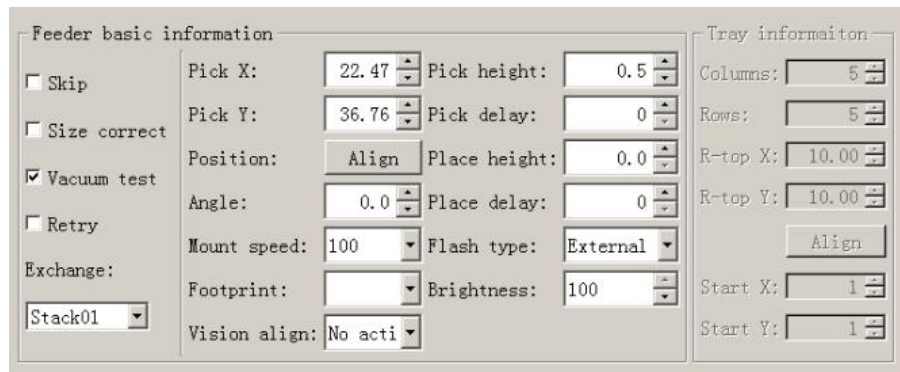 Feeder basic information
Skip
Size correct
Vacuum test
Retry
Exchange:
Stack01
Pick X: 22.47 Pick height: 0.5
Pick Y: 36.76 Pick delay: 0
Position: Align Place height: 0.0
Angle: 0.0 Place delay: 0
Mount speed: 100 Flash type: External
Footprint: Brightness: 100
Vision align: No acti
Tray informaiton
Columns: 5
Rows: 5
R-top X: 10.00
R-top Y: 10.00
Align
Start X: 1
Start Y: 1